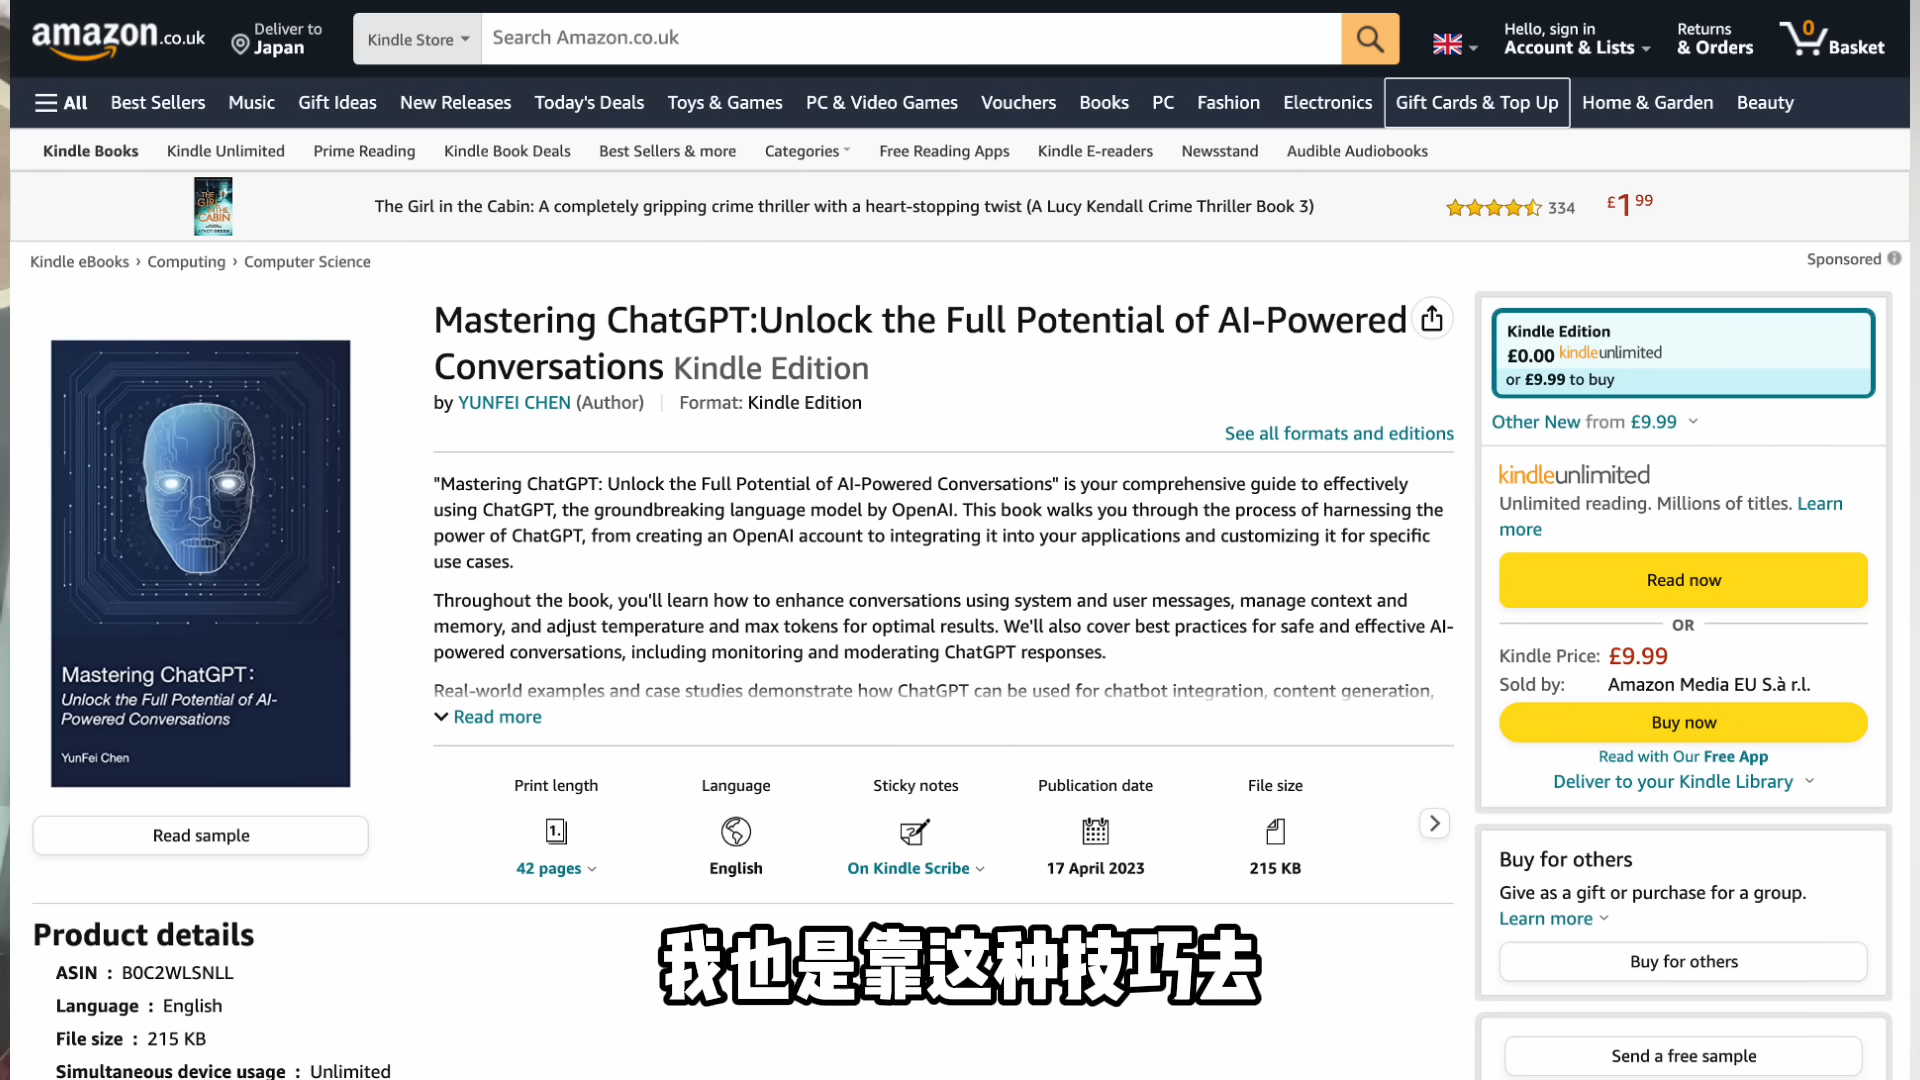 amazon.co.uk
Deliver to
Japan
Kindle Store
Search Amazon.co.uk
Hello, sign in
Account & Lists
Returns
& Orders
0
Basket
All
Best Sellers
Music
Gift Ideas
New Releases
Today's Deals
Toys & Games
PC & Video Games
Vouchers
Books
PC
Fashion
Electronics
Gift Cards & Top Up
Home & Garden
Beauty
Kindle Books
Kindle Unlimited
Prime Reading
Kindle Book Deals
Best Sellers & more
Categories
Free Reading Apps
Kindle E-readers
Newsstand
Audible Audiobooks
THE GIRL IN THE CABIN
The Girl in the Cabin: A completely gripping crime thriller with a heart-stopping twist (A Lucy Kendall Crime Thriller Book 3)
334
£1 99
Kindle eBooks › Computing › Computer Science
Sponsored
Mastering ChatGPT:
Unlock the Full Potential of AI-
Powered Conversations
YunFei Chen
Read sample
Mastering ChatGPT:Unlock the Full Potential of AI-Powered
Conversations Kindle Edition
by YUNFEI CHEN (Author)
Format: Kindle Edition
See all formats and editions
"Mastering ChatGPT: Unlock the Full Potential of AI-Powered Conversations" is your comprehensive guide to effectively
using ChatGPT, the groundbreaking language model by OpenAI. This book walks you through the process of harnessing the
power of ChatGPT, from creating an OpenAI account to integrating it into your applications and customizing it for specific
use cases.
Throughout the book, you'll learn how to enhance conversations using system and user messages, manage context and
memory, and adjust temperature and max tokens for optimal results. We'll also cover best practices for safe and effective AI-
powered conversations, including monitoring and moderating ChatGPT responses.
Real-world examples and case studies demonstrate how ChatGPT can be used for chatbot integration, content generation,
Read more
Print length
1.
42 pages
Language
English
Sticky notes
On Kindle Scribe
Publication date
17 April 2023
File size
215 KB
Kindle Edition
£0.00 kindleunlimited
or £9.99 to buy
Other New from £9.99
kindleunlimited
Unlimited reading. Millions of titles. Learn
more
Read now
OR
Kindle Price: £9.99
Sold by: Amazon Media EU S.à r.l.
Buy now
Read with Our Free App
Deliver to your Kindle Library
Buy for others
Give as a gift or purchase for a group.
Learn more
Buy for others
Send a free sample
Product details
ASIN : B0C2WLSNLL
Language : English
File size : 215 KB
Simultaneous device usage : Unlimited
我也是靠这种技巧去